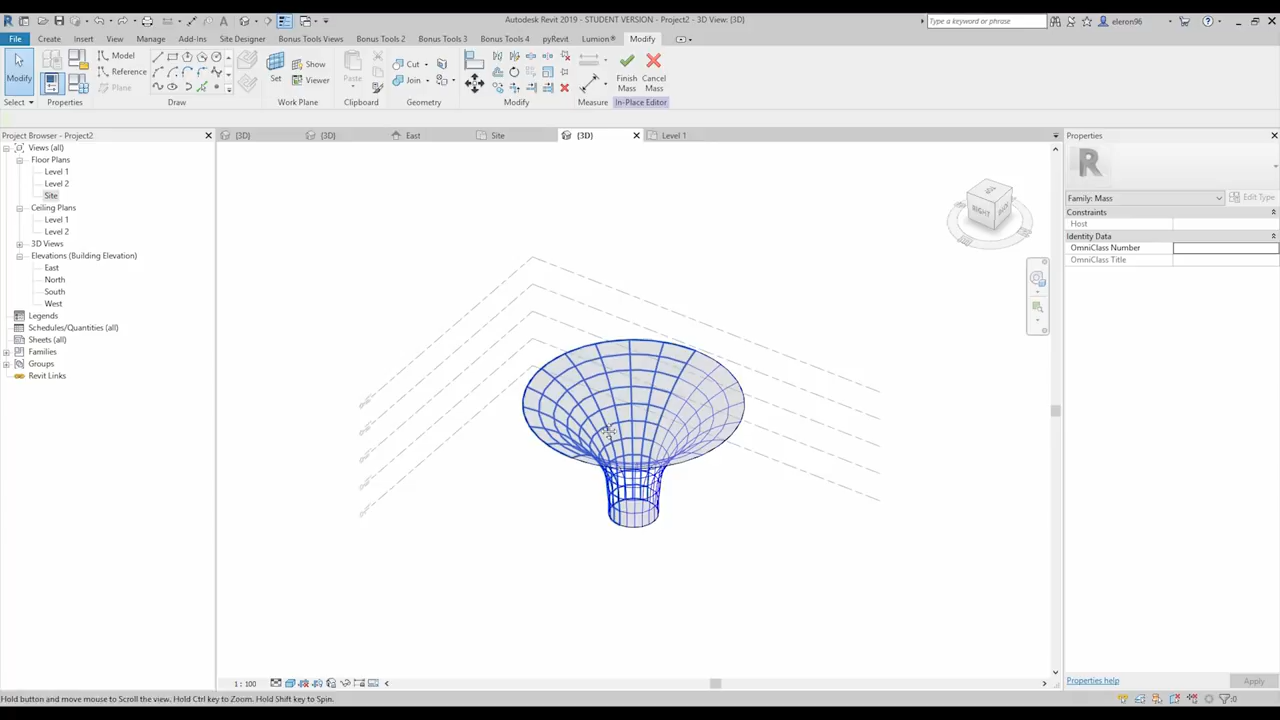 Autodesk Revit 2019 - STUDENT VERSION - Project2 - 3D View: {3D}
Type a keyword or phrase
eleron96
File Create Insert View Manage Add-Ins Site Designer Bonus Tools Views Bonus Tools 2 Bonus Tools 3 Bonus Tools 4 pyRevit Lumion® Modify
Modify
Model
Reference
Plane
Set
Show
Viewer
Paste
Cut
Join
Finish Mass
Cancel Mass
Select Properties Draw Work Plane Clipboard Geometry Modify Measure In-Place Editor
Project Browser - Project2
{3D} {3D} East Site {3D} Level 1
Views (all)
Floor Plans
Level 1
Level 2
Site
Ceiling Plans
Level 1
Level 2
3D Views
Elevations (Building Elevation)
East
North
South
West
Legends
Schedules/Quantities (all)
Sheets (all)
Families
Groups
Revit Links
RIGHT
Properties
R
Family: Mass
Edit Type
Constraints
Host
Identity Data
OmniClass Number
OmniClass Title
1 : 100
Properties help
Apply
Hold button and move mouse to Scroll the view. Hold Ctrl key to Zoom. Hold Shift key to Spin.
:0